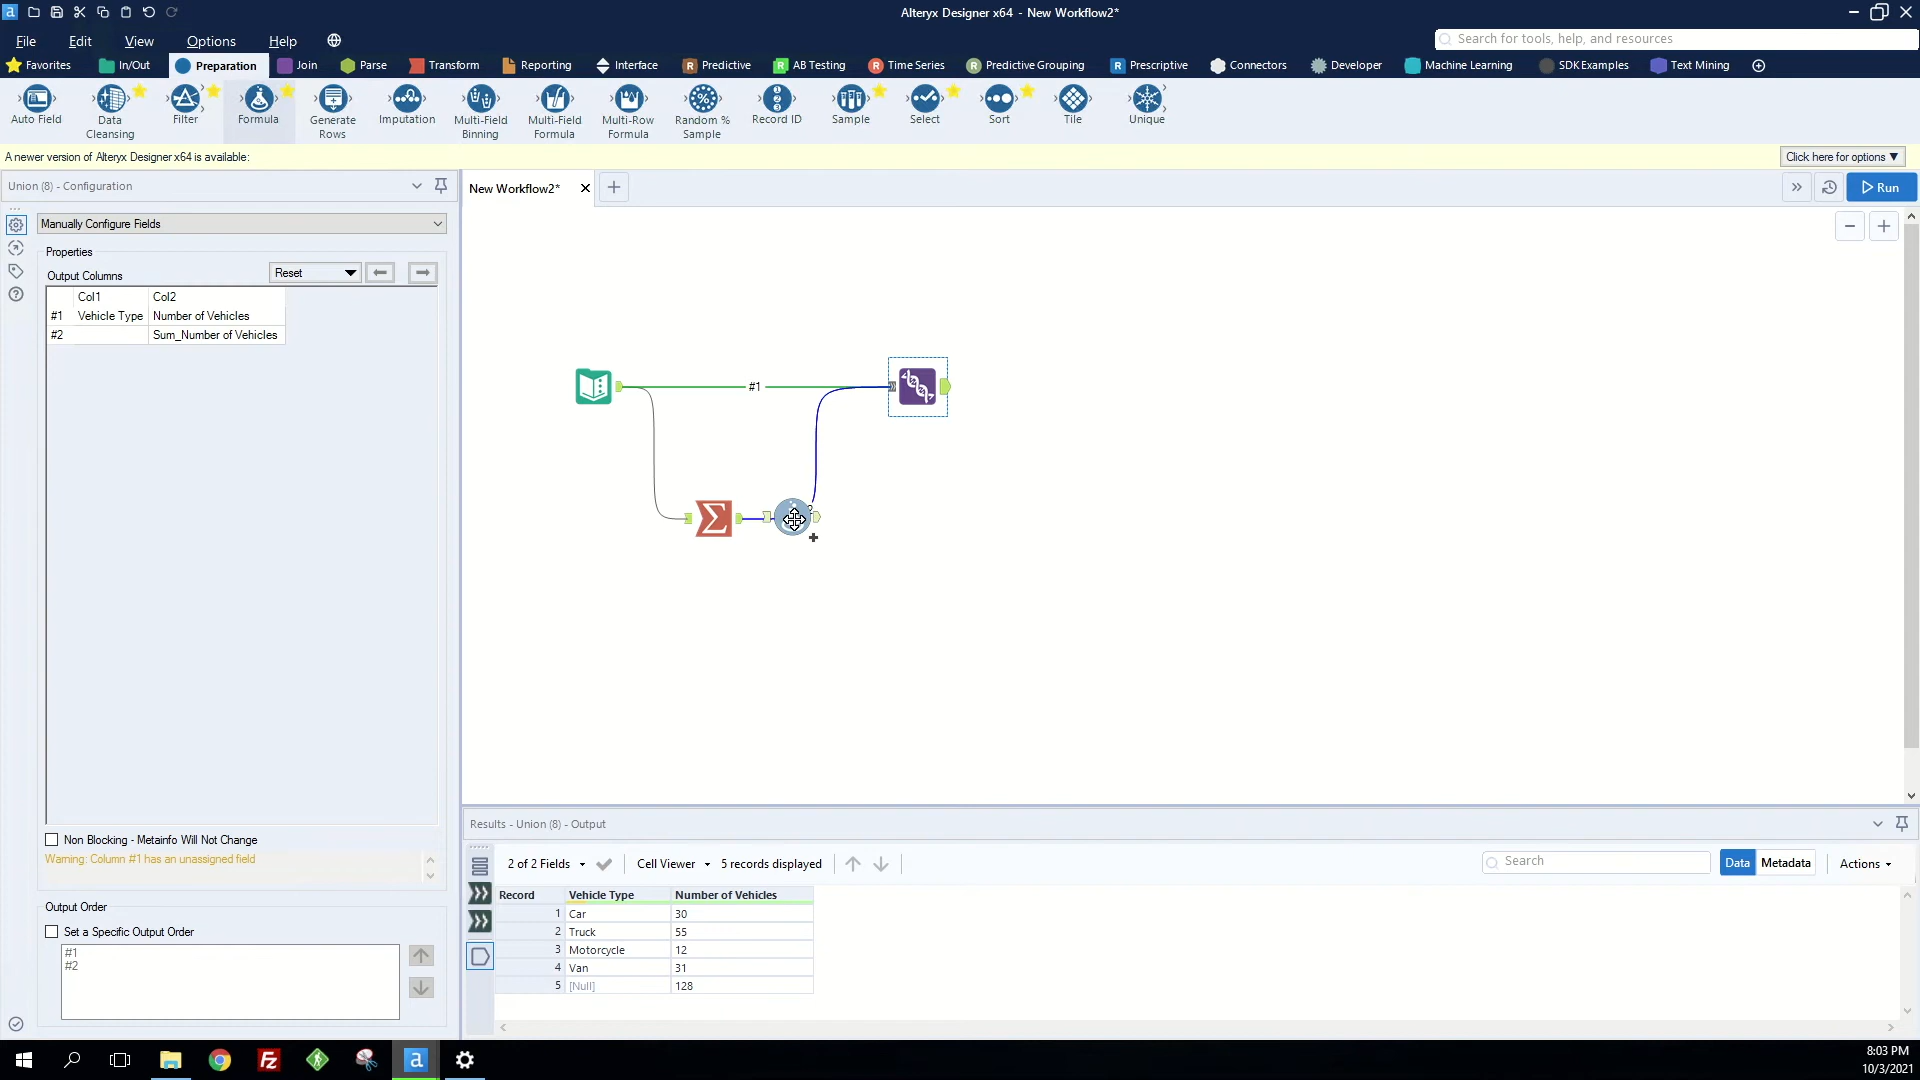 Alteryx Designer x64 - New Workflow2*
File Edit View Options Help
Search for tools, help, and resources
Favorites In/Out Preparation Join Parse Transform Reporting Interface Predictive AB Testing Time Series Predictive Grouping Prescriptive Connectors Developer Machine Learning SDK Examples Text Mining
Auto Field Data Cleansing Filter Formula Generate Rows Imputation Multi-Field Binning Multi-Field Formula Multi-Row Formula Random % Sample Record ID Sample Select Sort Tile Unique
A newer version of Alteryx Designer x64 is available:
Click here for options ▼
Union (8) - Configuration
New Workflow2*
Run
Manually Configure Fields
Properties
Output Columns
Reset
Col1 Col2
#1 Vehicle Type Number of Vehicles
#2 Sum_Number of Vehicles
#1
Non Blocking - Metainfo Will Not Change
Warning: Column #1 has an unassigned field
Output Order
Set a Specific Output Order
#1
#2
Results - Union (8) - Output
2 of 2 Fields Cell Viewer 5 records displayed
Search
Data Metadata Actions
Record Vehicle Type Number of Vehicles
1 Car 30
2 Truck 55
3 Motorcycle 12
4 Van 31
5 [Null] 128
8:03 PM
10/3/2021